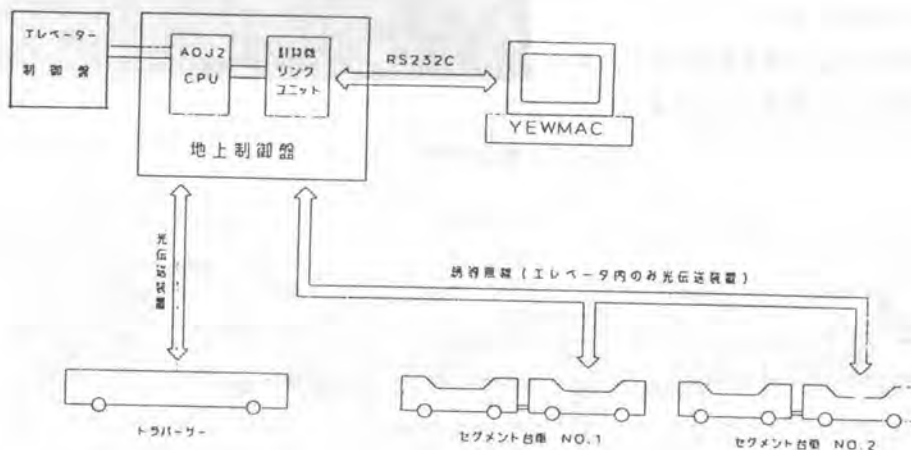 エレベーター
制御盤
AOJ2
CPU
計算機
リンク
ユニット
地上制御盤
RS232C
YEWMAC
光伝送装置
誘導無線（エレベータ内のみ光伝送装置）
トラバーサー
セグメント台車 NO.1
セグメント台車 NO.2